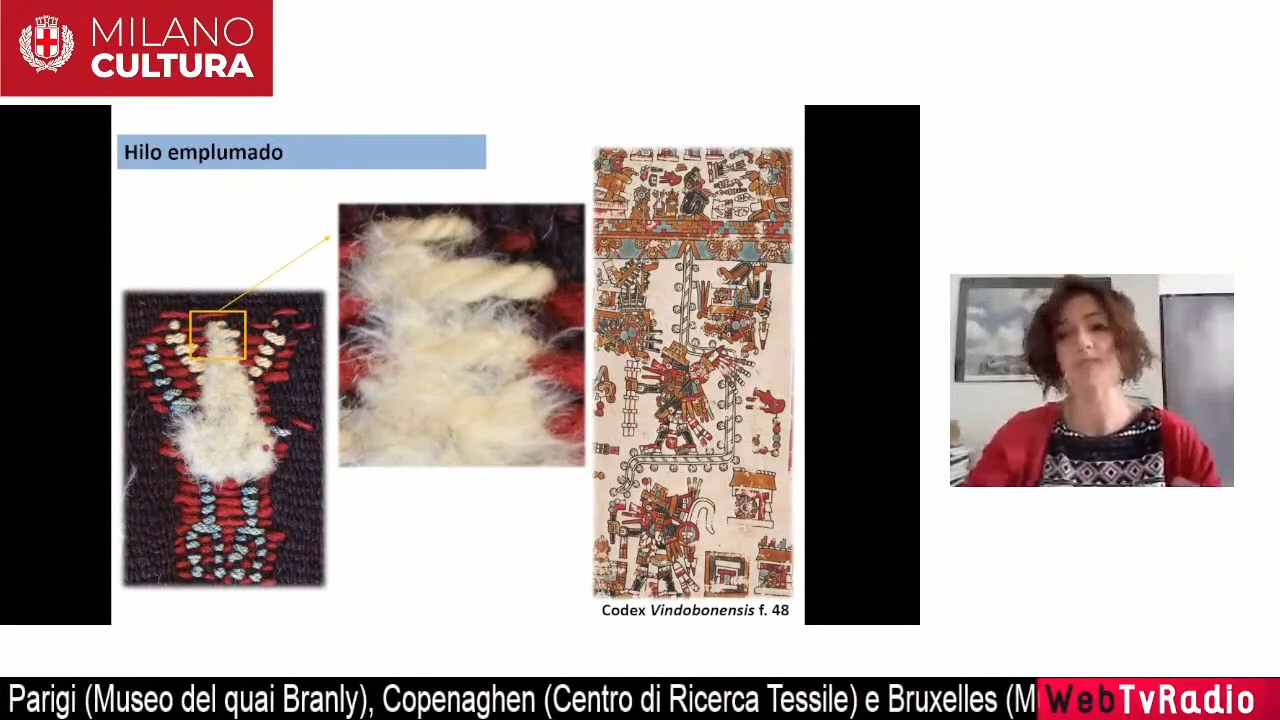 MILANO
CULTURA
Hilo emplumado
Codex Vindobonensis f. 48
Parigi (Museo del quai Branly), Copenaghen (Centro di Ricerca Tessile) e Bruxelles (M
WebTvRadio